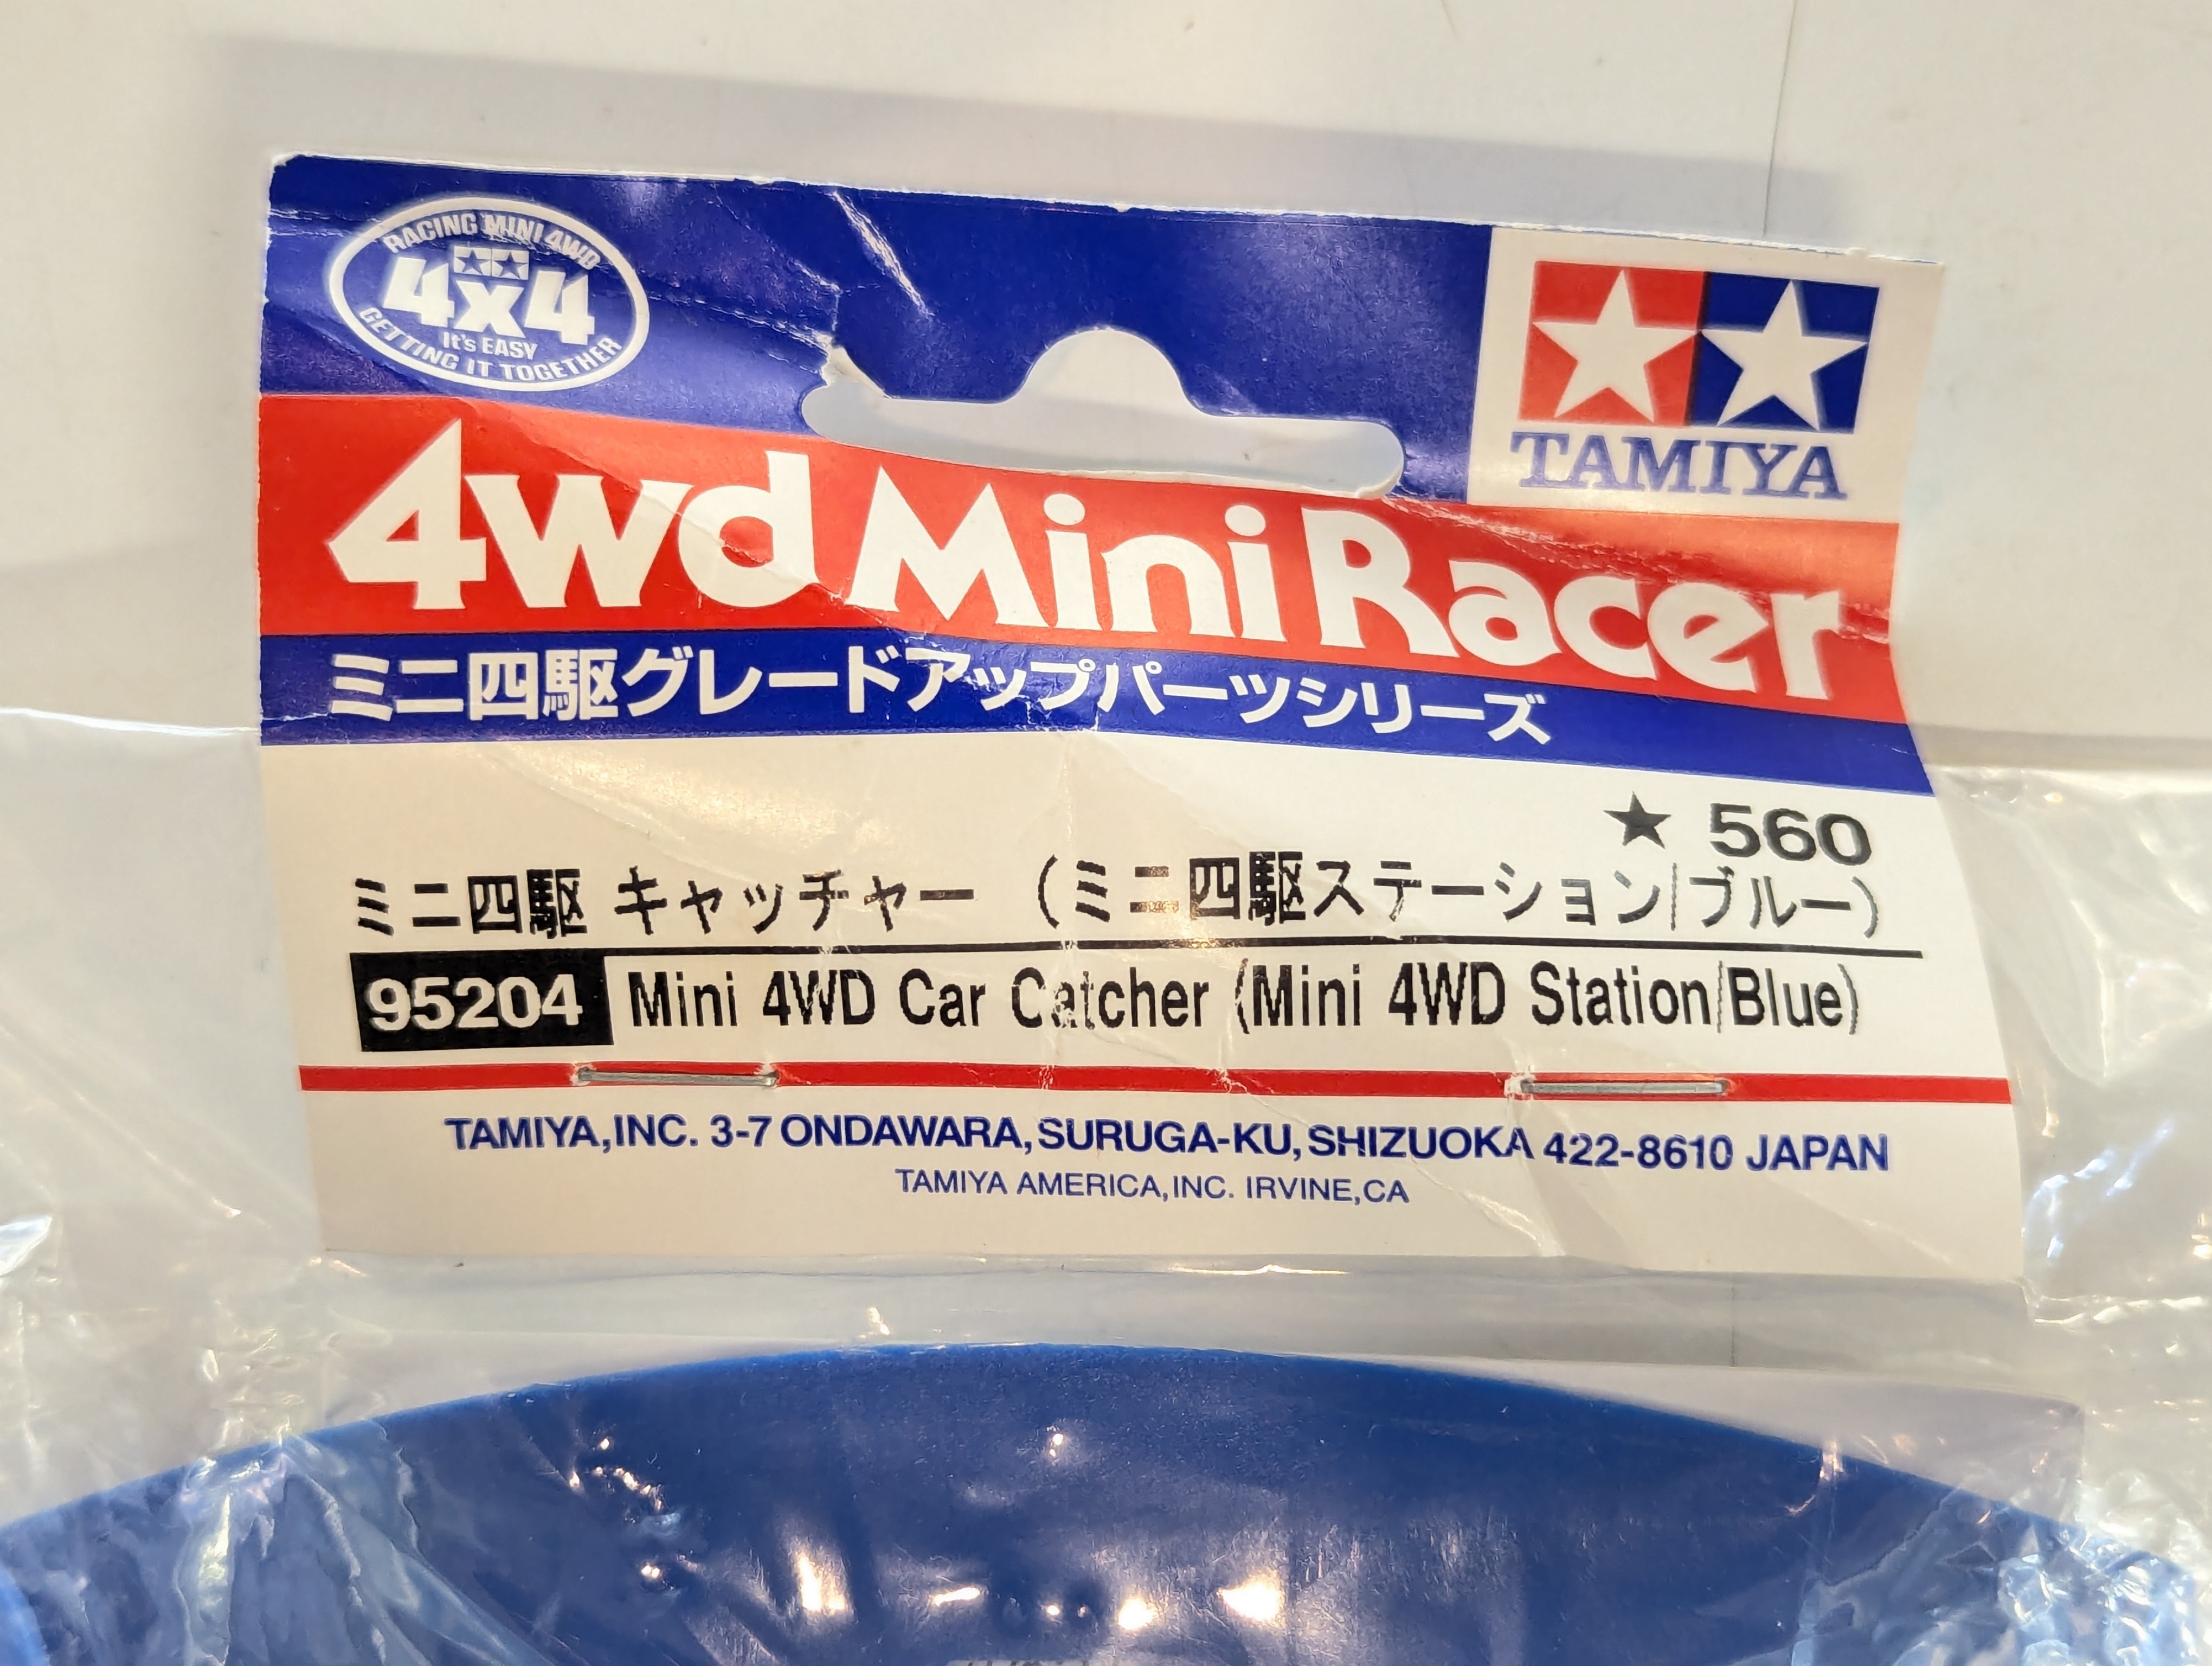 RACING MINI 4WD
4x4
It's EASY
GETTING IT TOGETHER
TAMIYA
4wd Mini Racer
ミニ四駆グレードアップパーツシリーズ
★ 560
ミニ四駆 キャッチャー （ミニ四駆ステーション/ブルー）
95204 Mini 4WD Car Catcher (Mini 4WD Station/Blue)
TAMIYA,INC. 3-7 ONDAWARA,SURUGA-KU,SHIZUOKA 422-8610 JAPAN
TAMIYA AMERICA,INC. IRVINE,CA